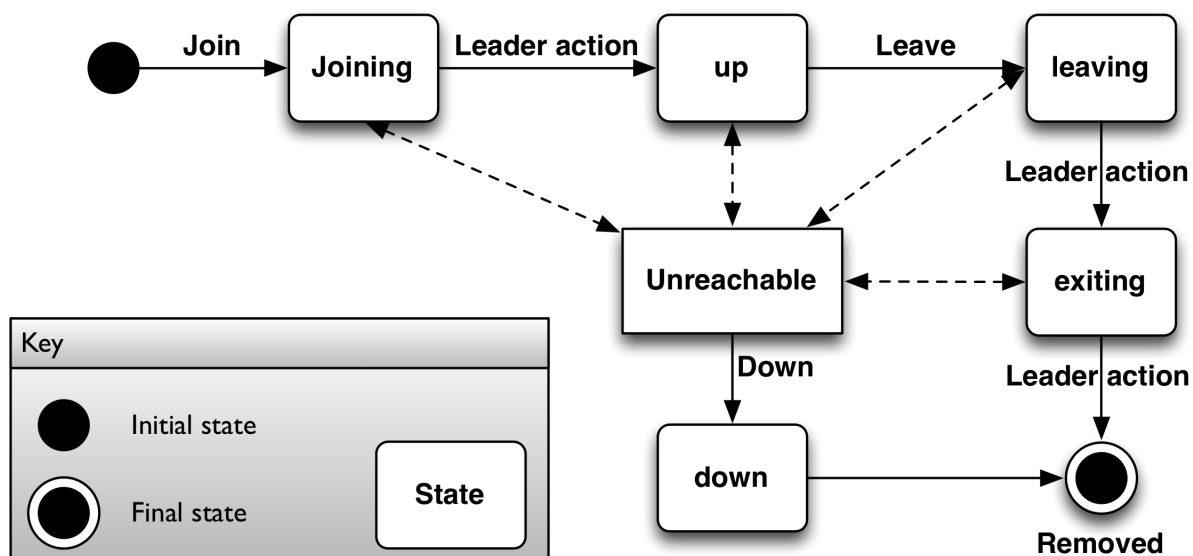 Join
Joining
Leader action
up
Leave
leaving
Leader action
Unreachable
exiting
Down
Leader action
down
Removed
Key
Initial state
Final state
State